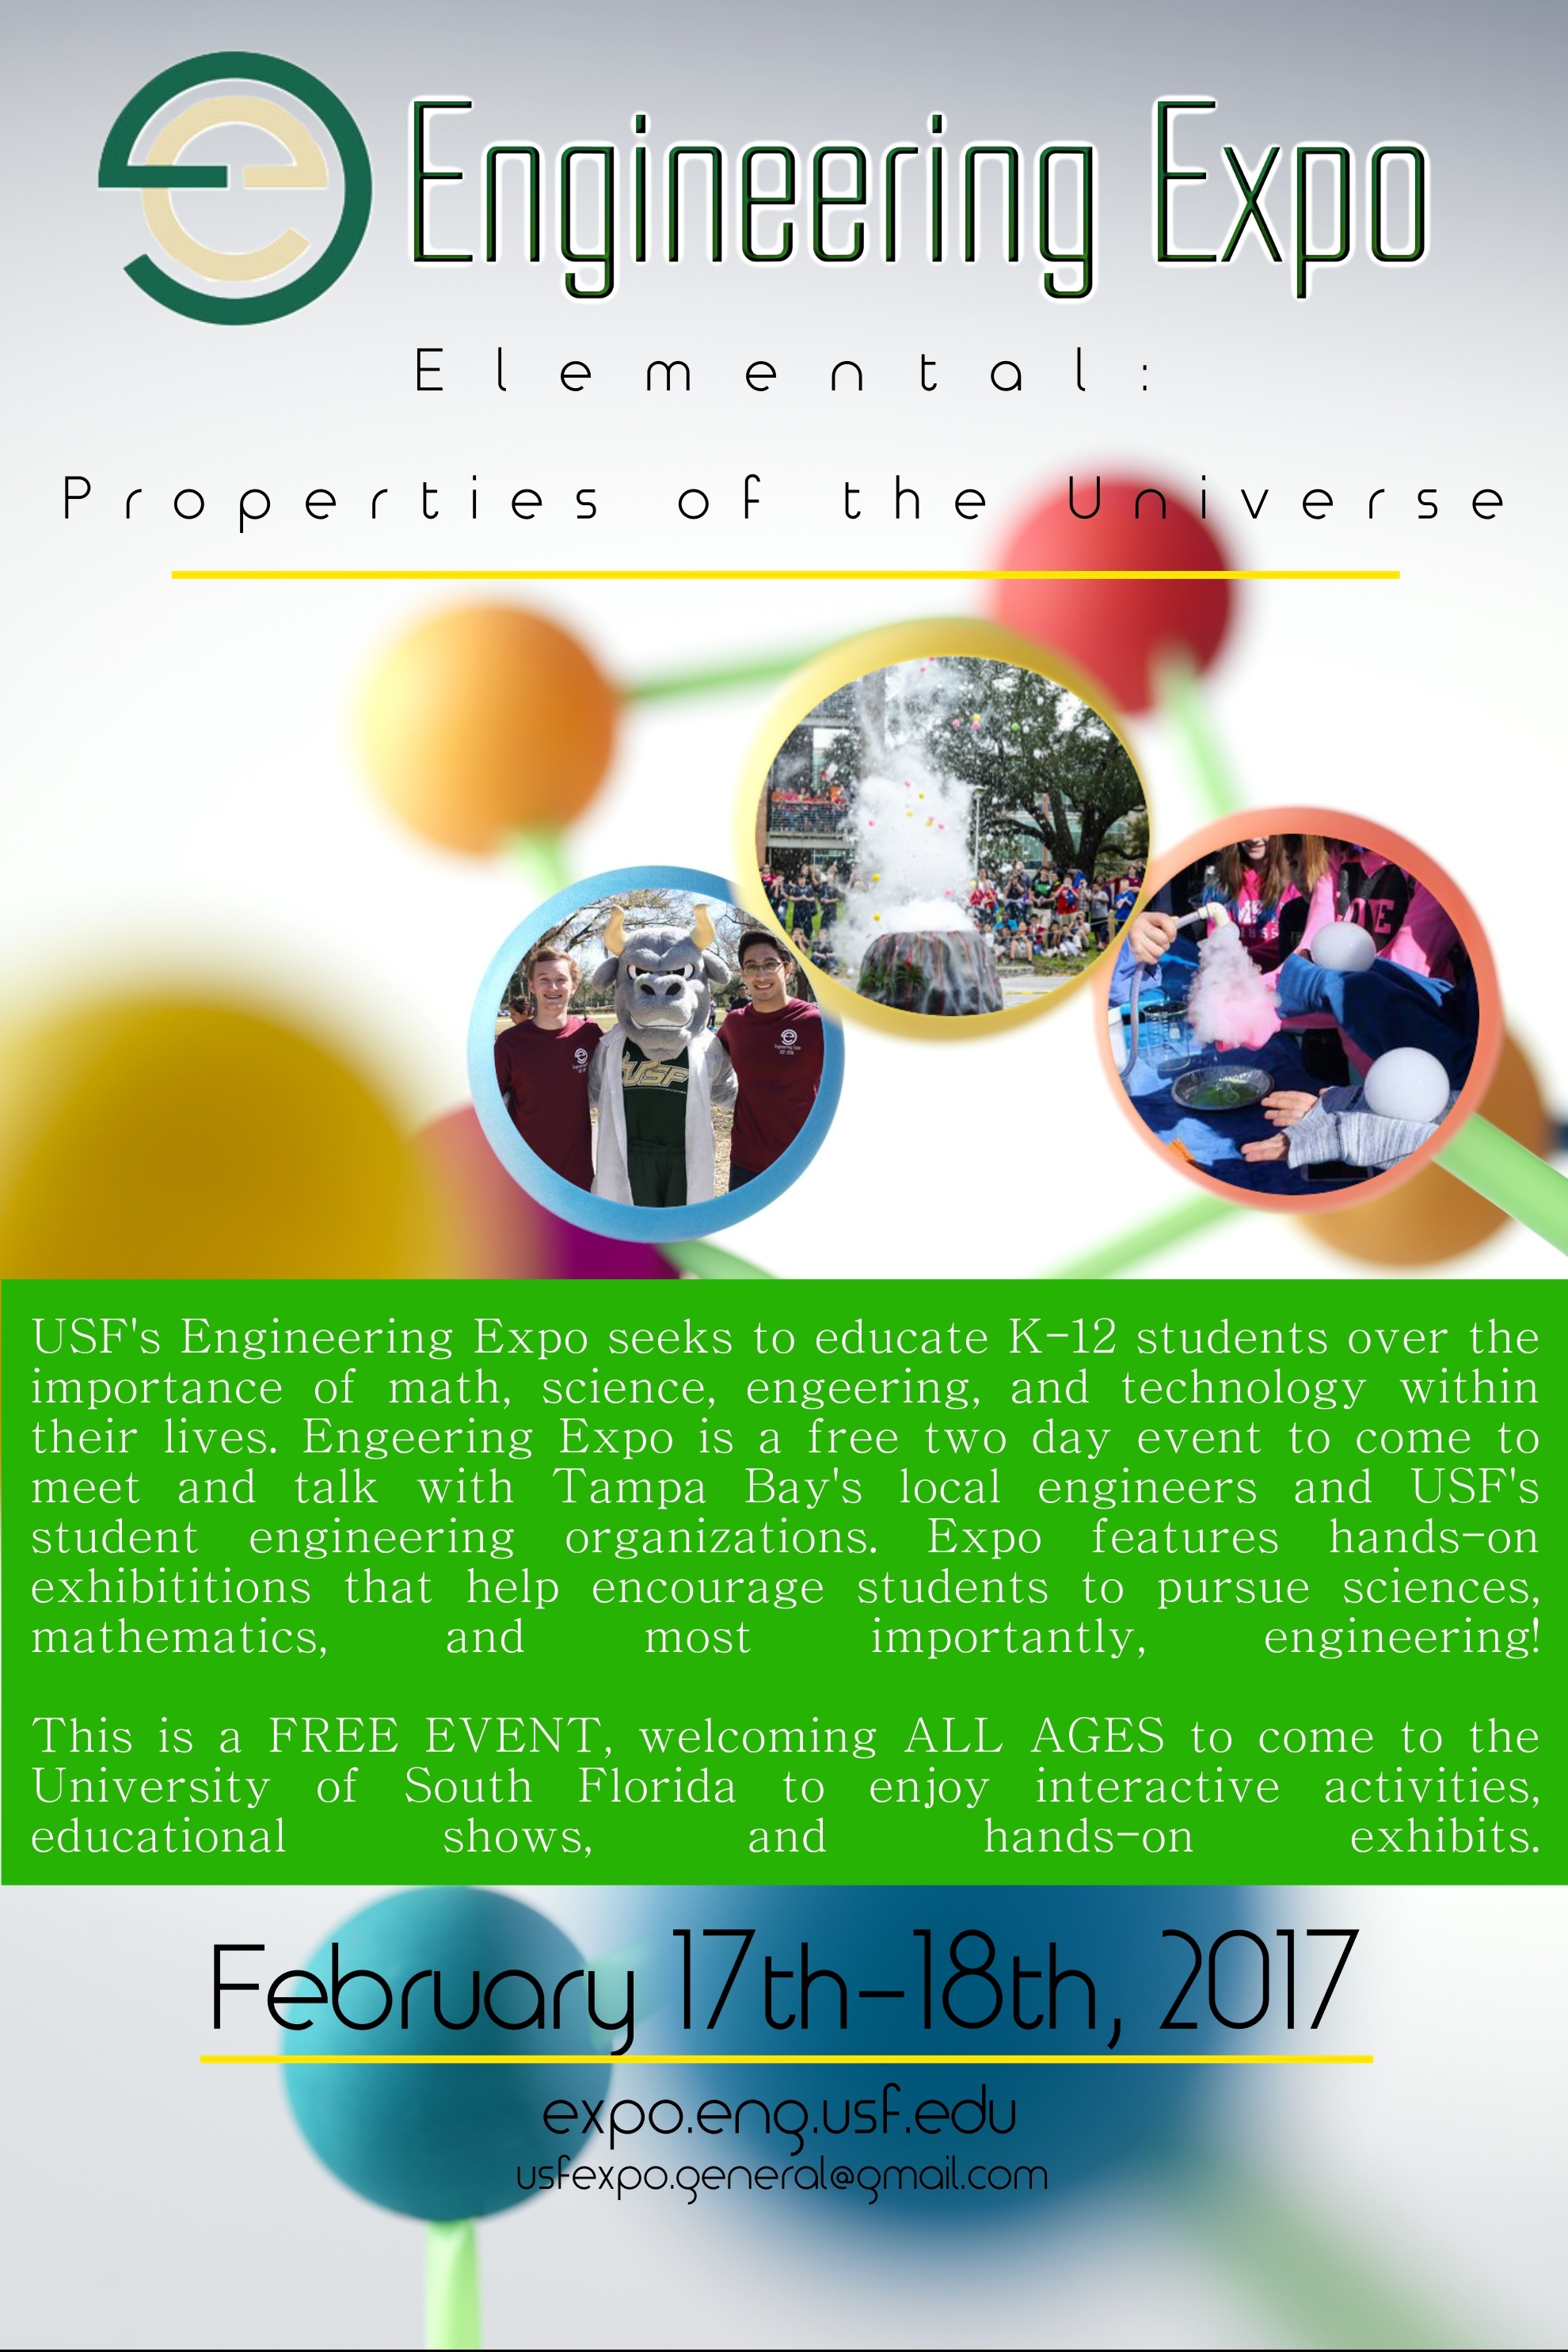 Engineering Expo
Elemental:
Properties of the Universe
USF
USF's Engineering Expo seeks to educate K-12 students over the
importance of math, science, engeering, and technology within
their lives. Engeering Expo is a free two day event to come to
meet and talk with Tampa Bay's local engineers and USF's
student engineering organizations. Expo features hands-on
exhibititions that help encourage students to pursue sciences,
mathematics, and most importantly, engineering!
This is a FREE EVENT, welcoming ALL AGES to come to the
University of South Florida to enjoy interactive activities,
educational shows, and hands-on exhibits.
February 17th-18th, 2017
expo.eng.usf.edu
usfexpo.general@gmail.com